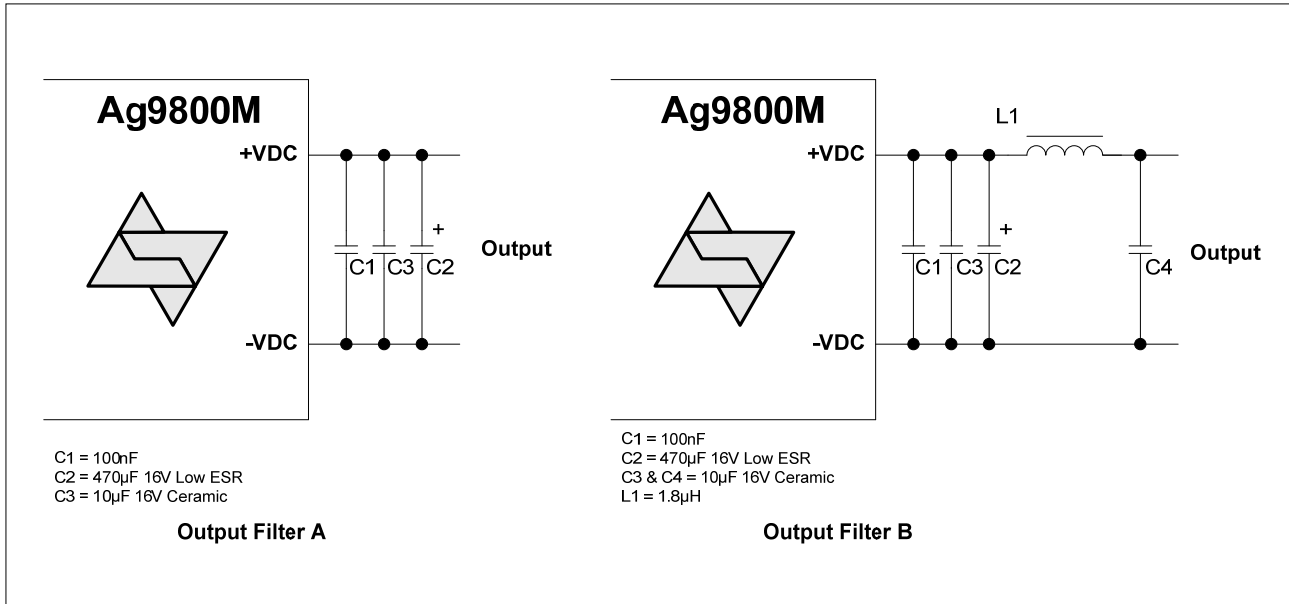 Ag9800M
+VDC
-VDC
+
C1
C3
C2
Output
C1 = 100nF
C2 = 470µF 16V Low ESR
C3 = 10µF 16V Ceramic
Output Filter A
Ag9800M
L1
+VDC
-VDC
+
C1
C3
C2
C4
Output
C1 = 100nF
C2 = 470µF 16V Low ESR
C3 & C4 = 10µF 16V Ceramic
L1 = 1.8µH
Output Filter B